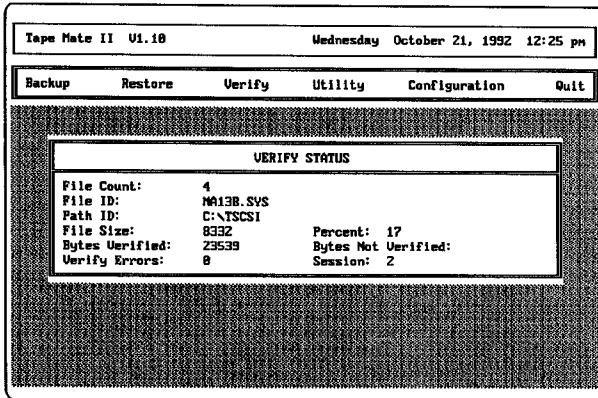 Tape Mate II V1.10 Wednesday October 21, 1992 12:25 pm
Backup Restore Verify Utility Configuration Quit
VERIFY STATUS
File Count: 4
File ID: MA13B.SYS
Path ID: C:\TSCSI
File Size: 8332 Percent: 17
Bytes Verified: 23539 Bytes Not Verified:
Verify Errors: 0 Session: 2